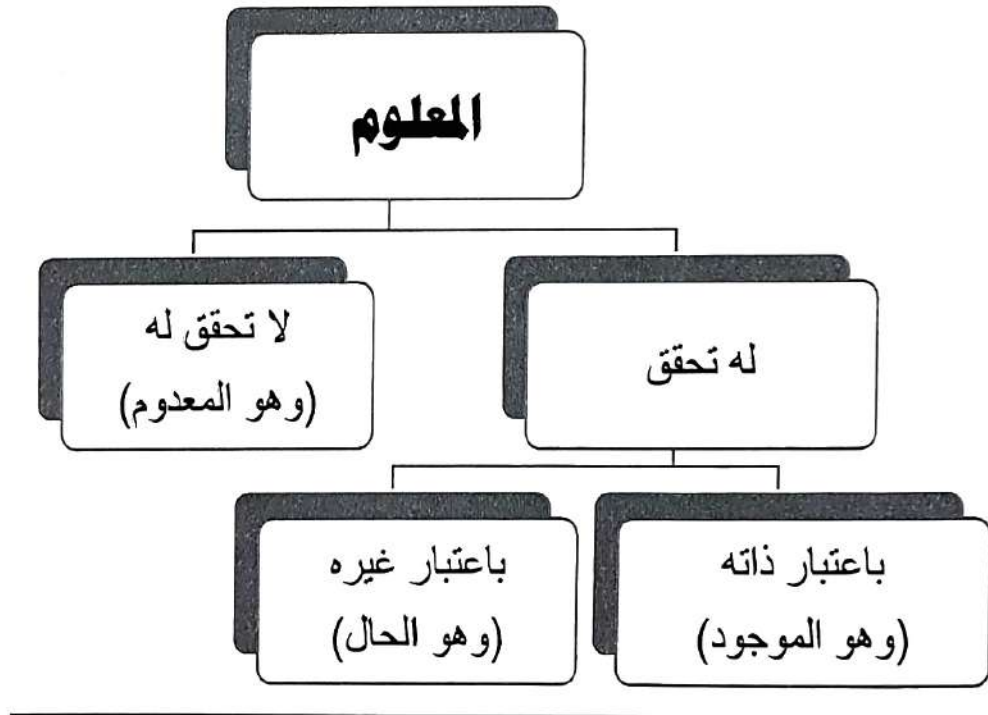 المعلوم
له تحقق
لا تحقق له
(وهو المعدوم)
باعتبار ذاته
(وهو الموجود)
باعتبار غيره
(وهو الحال)